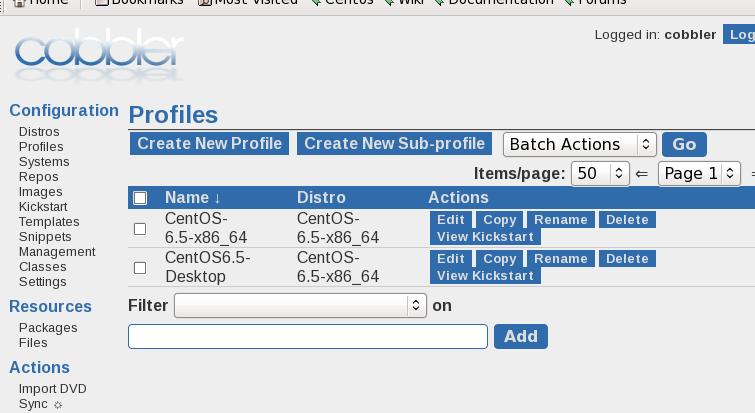 Home Bookmarks Most Visited Centos Wiki Documentation Forums
cobbler
Logged in: cobbler Log
Configuration
Distros
Profiles
Systems
Repos
Images
Kickstart
Templates
Snippets
Management
Classes
Settings
Resources
Packages
Files
Actions
Import DVD
Sync ☼
Profiles
Create New Profile Create New Sub-profile Batch Actions Go
Items/page: 50 ⇐ Page 1
Name ↓ Distro Actions
CentOS- CentOS- Edit Copy Rename Delete
6.5-x86_64 6.5-x86_64 View Kickstart
CentOS6.5- CentOS- Edit Copy Rename Delete
Desktop 6.5-x86_64 View Kickstart
Filter on
Add